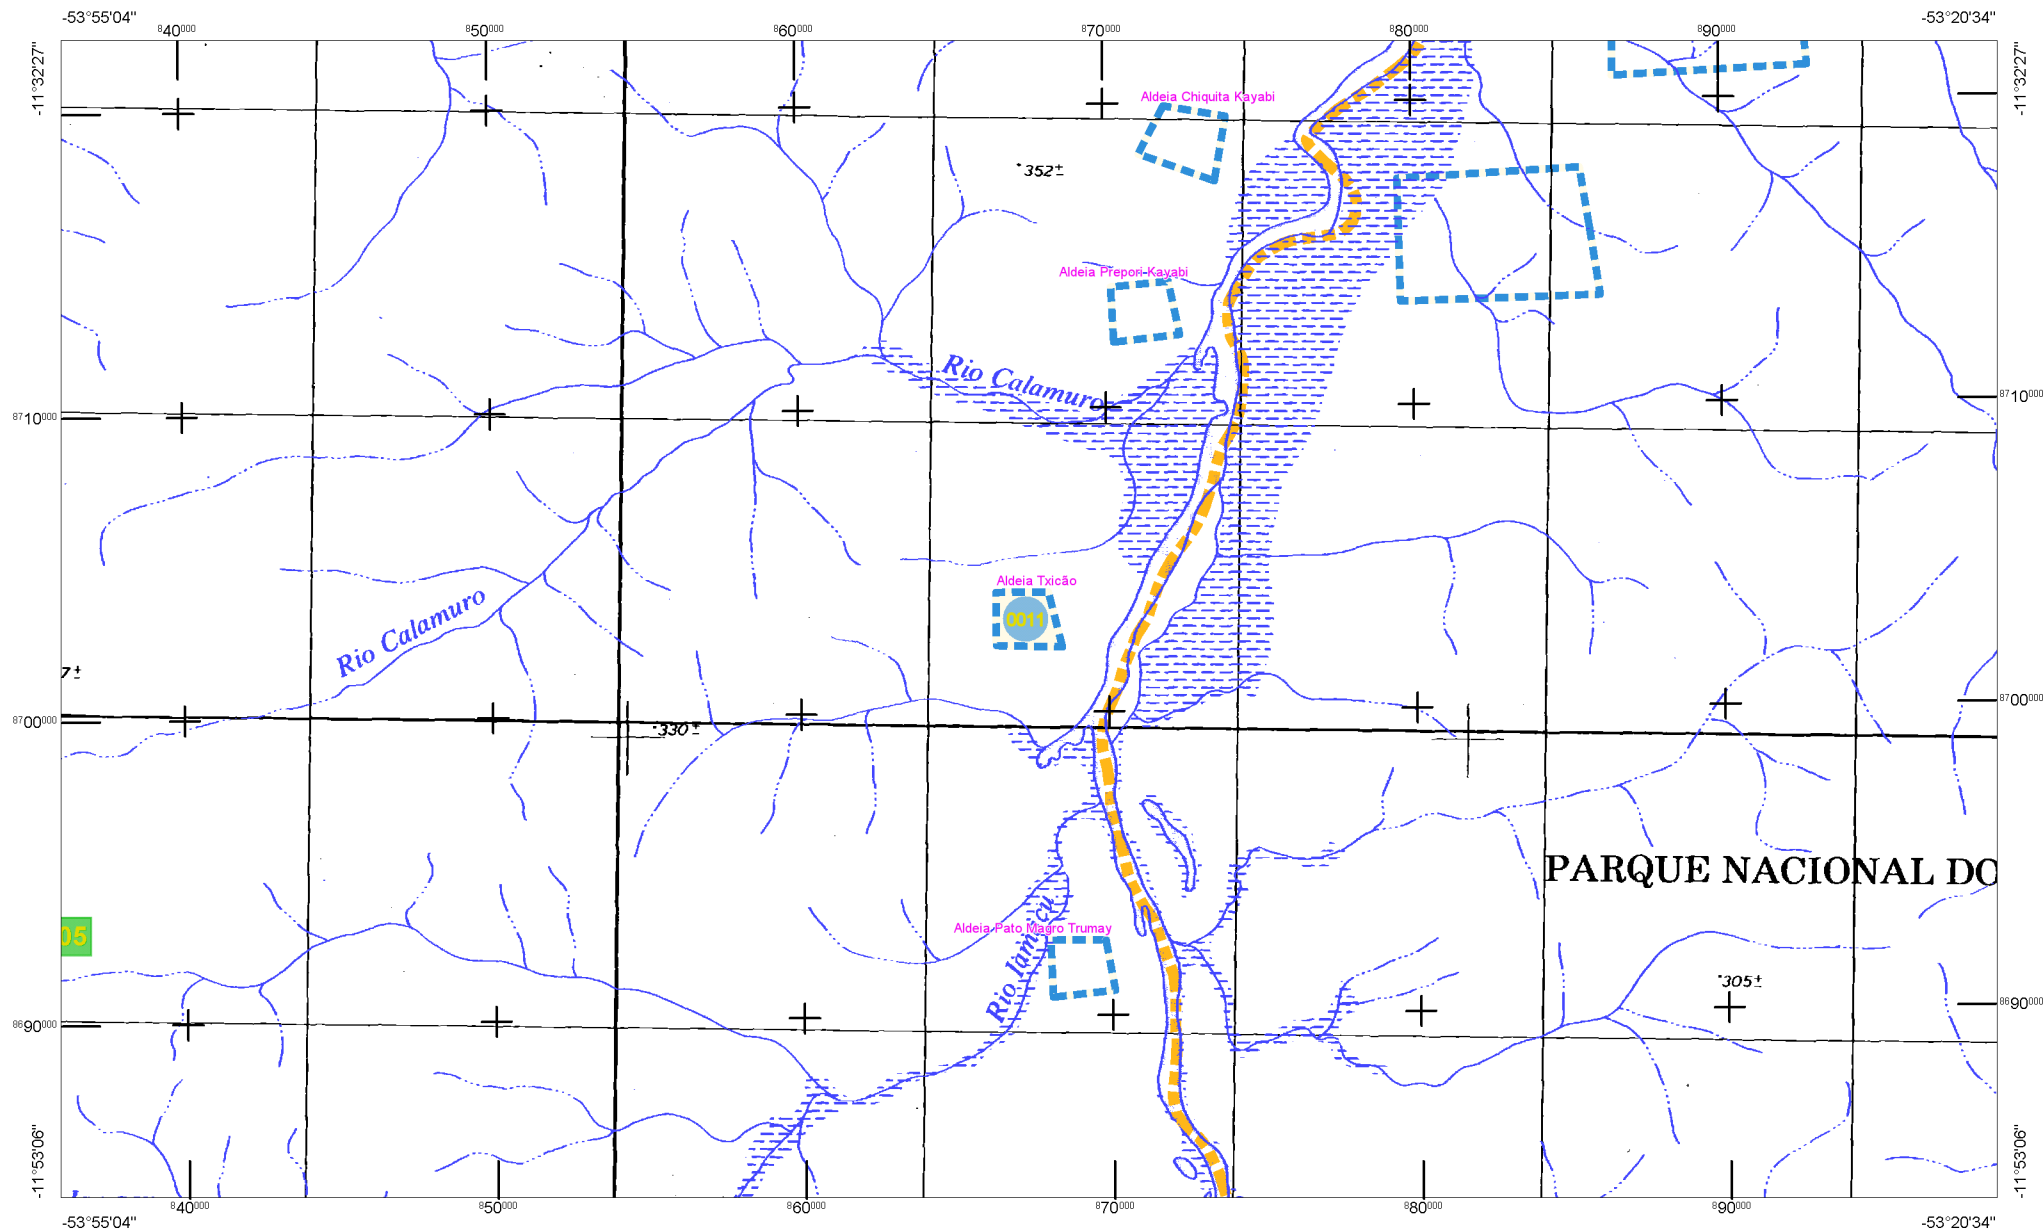 -53°55'04" -53°20'34"
840000 850000 860000 870000 880000 890000
-11°32'27" -11°32'27"
Aldeia Chiquita Kayabi
352±
Aldeia Prepori Kayabi
Rio Calamuro
8710000 8710000
Aldeia Txicão
0011
Rio Calamuro
7±
8700000 8700000
330±
PARQUE NACIONAL DO
05
Aldeia Pato Magro Trumay
Rio Iamacu
305±
8690000 8690000
-11°53'06" -11°53'06"
840000 850000 860000 870000 880000 890000
-53°55'04" -53°20'34"